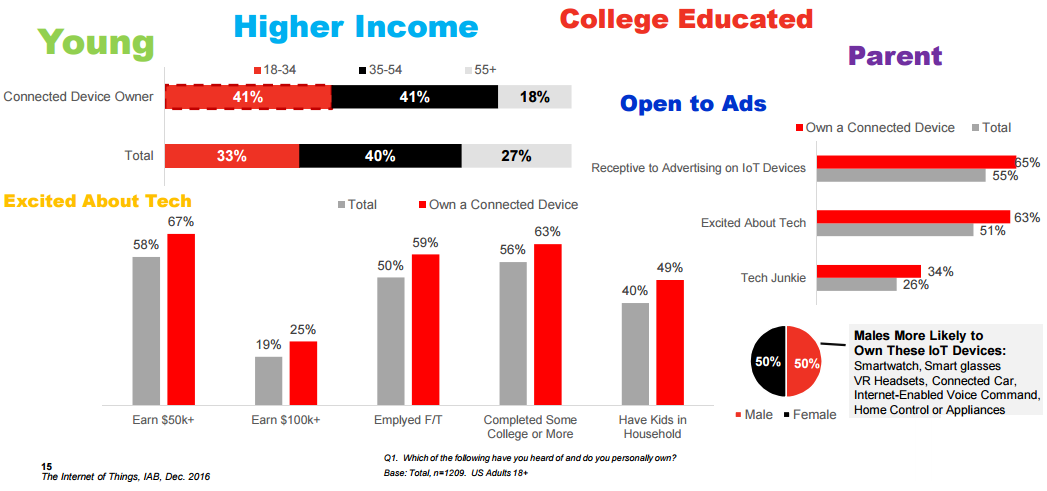 Young
Higher Income
College Educated
Parent
18-34 35-54 55+
Connected Device Owner 41% 41% 18%
Total 33% 40% 27%
Open to Ads
Own a Connected Device Total
Receptive to Advertising on IoT Devices 65%
55%
Excited About Tech 63%
51%
Tech Junkie 34%
26%
Excited About Tech
Total Own a Connected Device
58% 67%
19% 25%
50% 59%
56% 63%
40% 49%
Earn $50k+ Earn $100k+ Emplyed F/T Completed Some Have Kids in
College or More Household
50% 50%
Male Female
Males More Likely to
Own These IoT Devices:
Smartwatch, Smart glasses
VR Headsets, Connected Car,
Internet-Enabled Voice Command,
Home Control or Appliances
Q1. Which of the following have you heard of and do you personally own?
Base: Total, n=1209. US Adults 18+
15
The Internet of Things, IAB, Dec. 2016